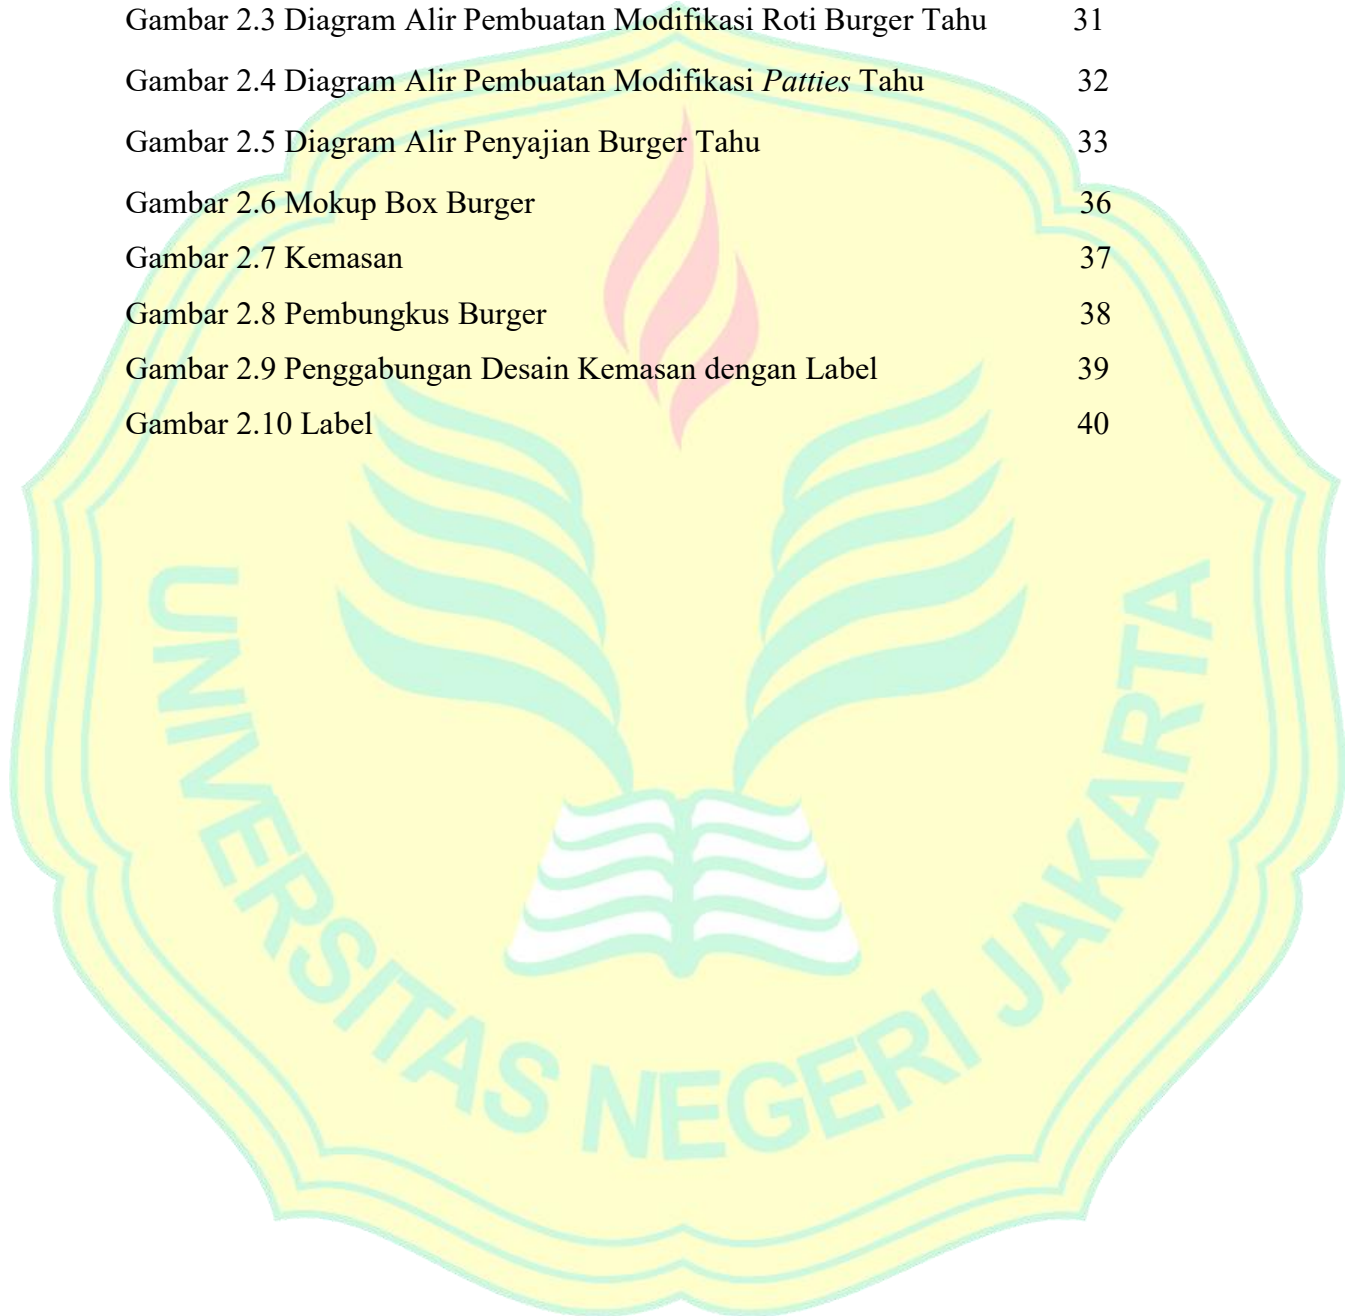 Gambar 2.3 Diagram Alir Pembuatan Modifikasi Roti Burger Tahu 31
Gambar 2.4 Diagram Alir Pembuatan Modifikasi Patties Tahu 32
Gambar 2.5 Diagram Alir Penyajian Burger Tahu 33
Gambar 2.6 Mokup Box Burger 36
Gambar 2.7 Kemasan 37
Gambar 2.8 Pembungkus Burger 38
Gambar 2.9 Penggabungan Desain Kemasan dengan Label 39
Gambar 2.10 Label 40
UNIVERSITAS NEGERI JAKARTA